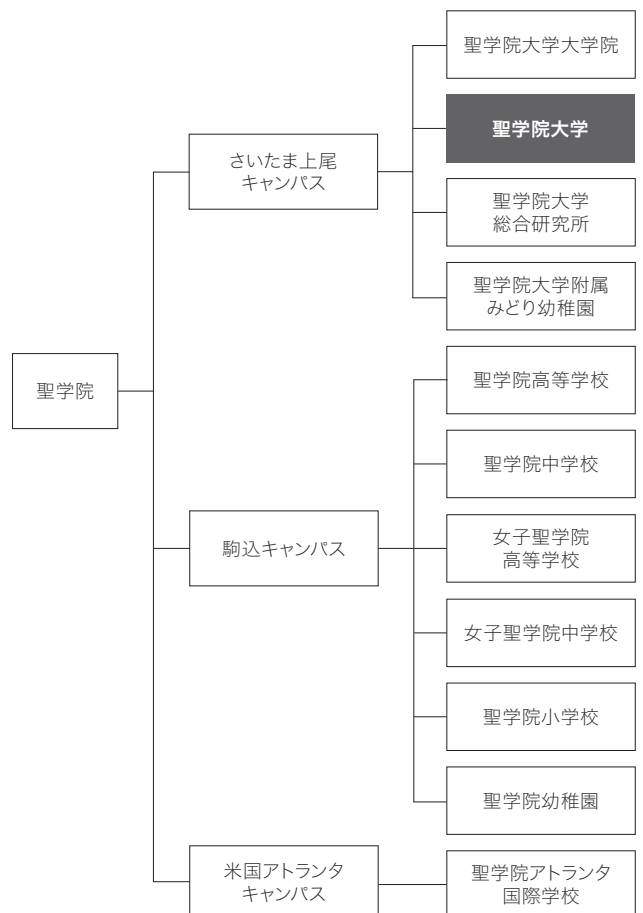 聖学院
さいたま上尾
キャンパス
聖学院大学大学院
聖学院大学
聖学院大学
総合研究所
聖学院大学附属
みどり幼稚園
駒込キャンパス
聖学院高等学校
聖学院中学校
女子聖学院
高等学校
女子聖学院中学校
聖学院小学校
聖学院幼稚園
米国アトランタ
キャンパス
聖学院アトランタ
国際学校